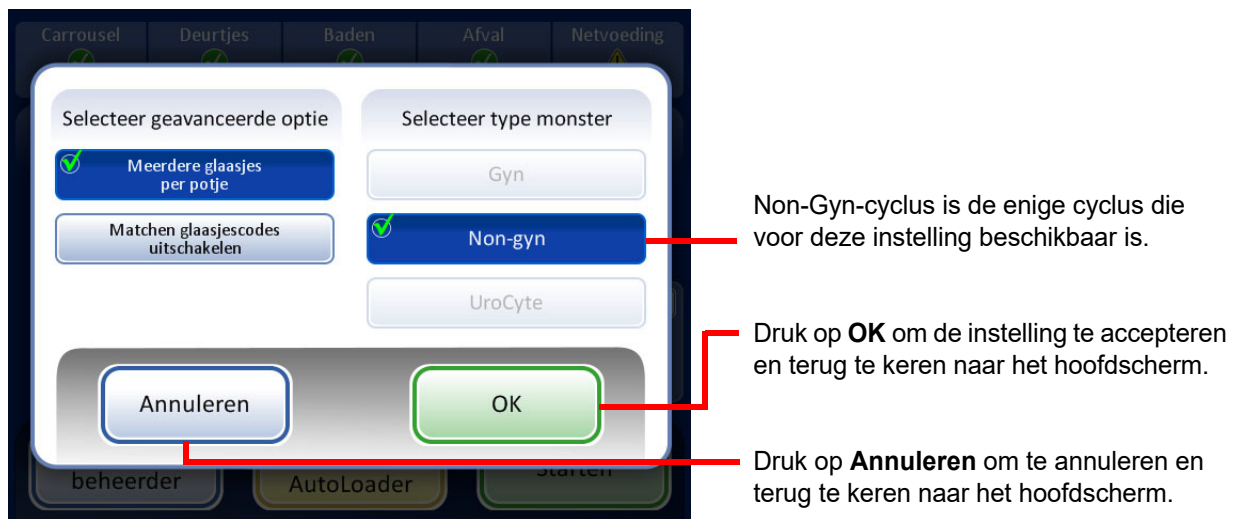 Carrousel Deurtjes Baden Afval Netvoeding
Selecteer geavanceerde optie
Selecteer type monster
Meerdere glaasjes
per potje
Matchen glaasjescodes
uitschakelen
Gyn
Non-gyn
UroCyte
Annuleren
OK
beheerder
AutoLoader
Starten
Non-Gyn-cyclus is de enige cyclus die
voor deze instelling beschikbaar is.
Druk op OK om de instelling te accepteren
en terug te keren naar het hoofdscherm.
Druk op Annuleren om te annuleren en
terug te keren naar het hoofdscherm.